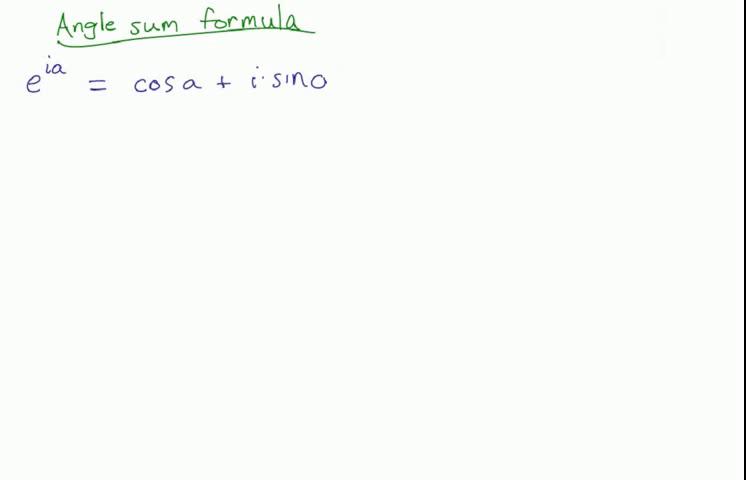 Angle sum formula
e^{ia} = cos a + i·sin a